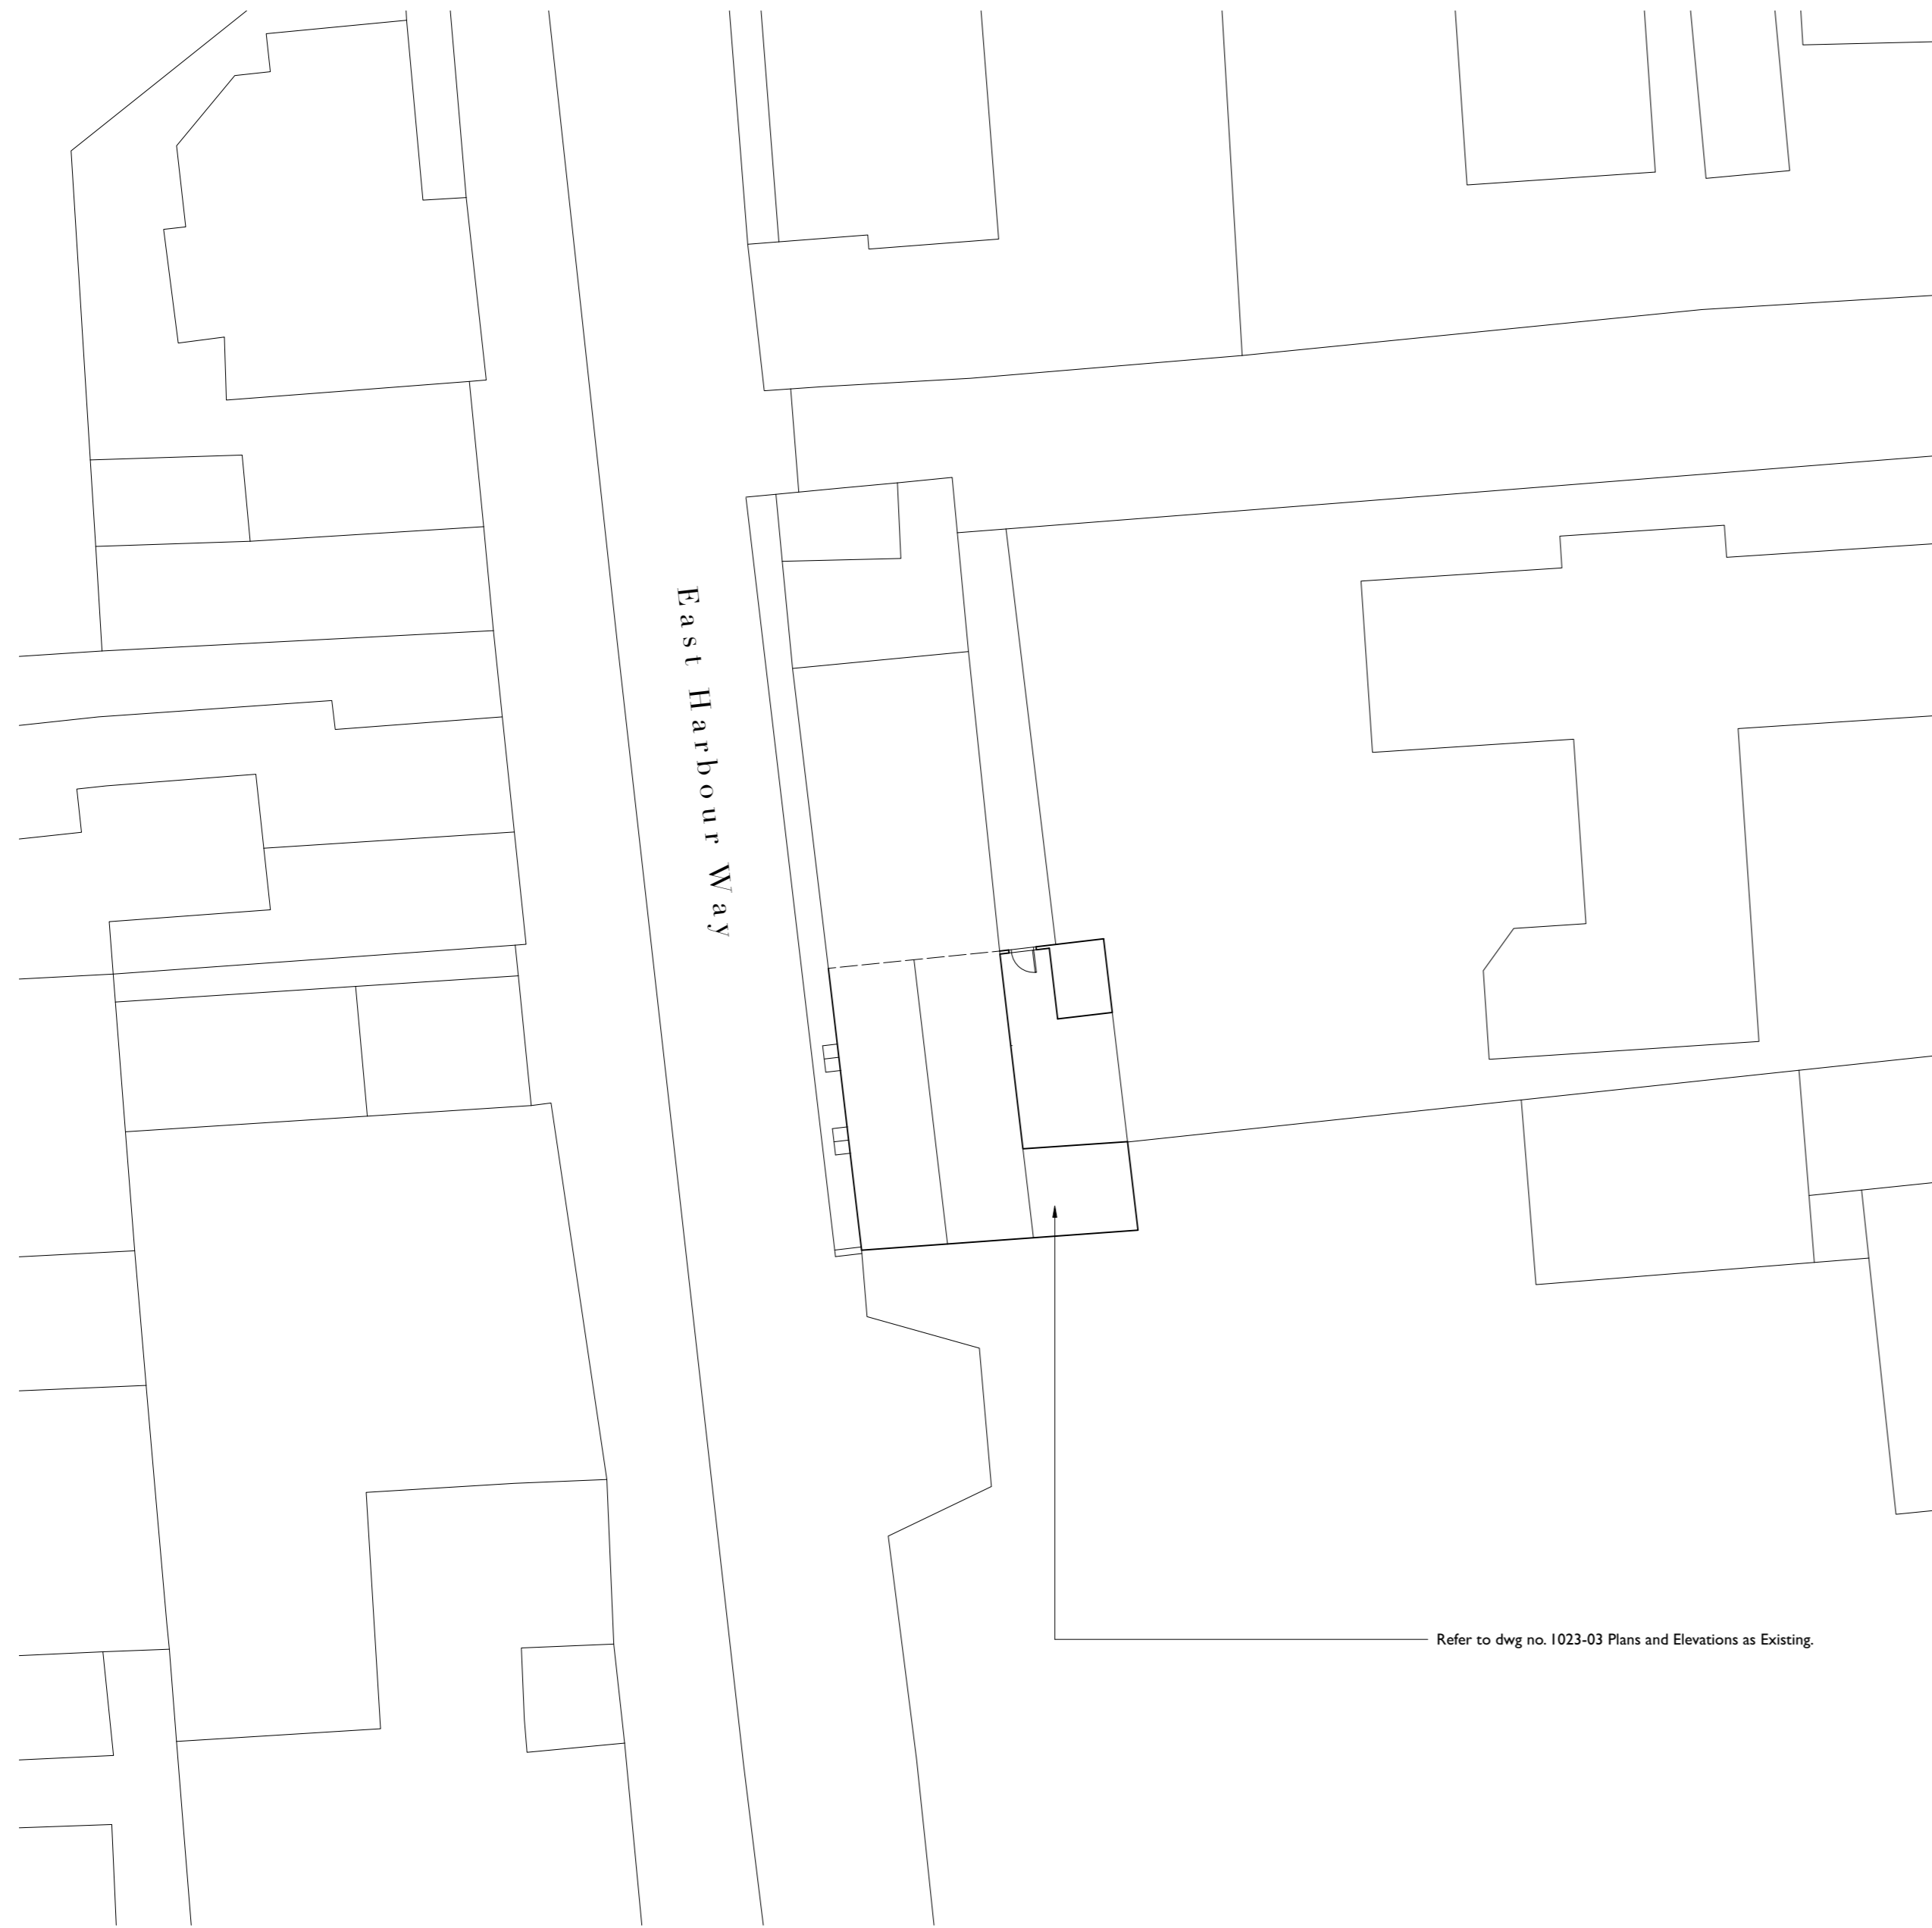 East Harbour Way
Refer to dwg no. 1023-03 Plans and Elevations as Existing.